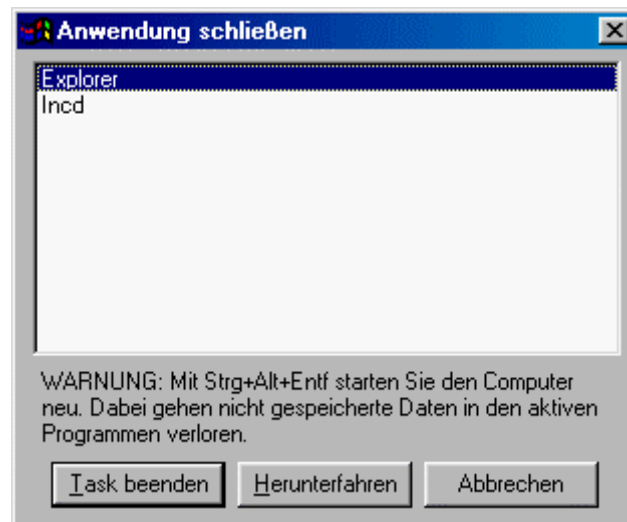 Anwendung schließen
Explorer
Incd
WARNUNG: Mit Strg+Alt+Entf starten Sie den Computer
neu. Dabei gehen nicht gespeicherte Daten in den aktiven
Programmen verloren.
Task beenden Herunterfahren Abbrechen